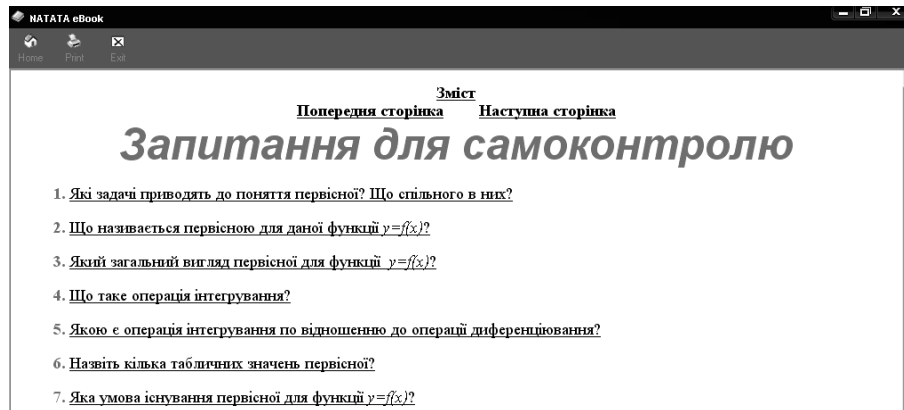 NATATA eBook
Home Print Exit
Зміст
Попередня сторінка Наступна сторінка
Запитання для самоконтролю
1. Які задачі приводять до поняття первісної? Що спільного в них?
2. Що називається первісною для даної функції y=f(x)?
3. Який загальний вигляд первісної для функції y=f(x)?
4. Що таке операція інтегрування?
5. Якою є операція інтегрування по відношенню до операції диференціювання?
6. Назвіть кілька табличних значень первісної?
7. Яка умова існування первісної для функції y=f(x)?